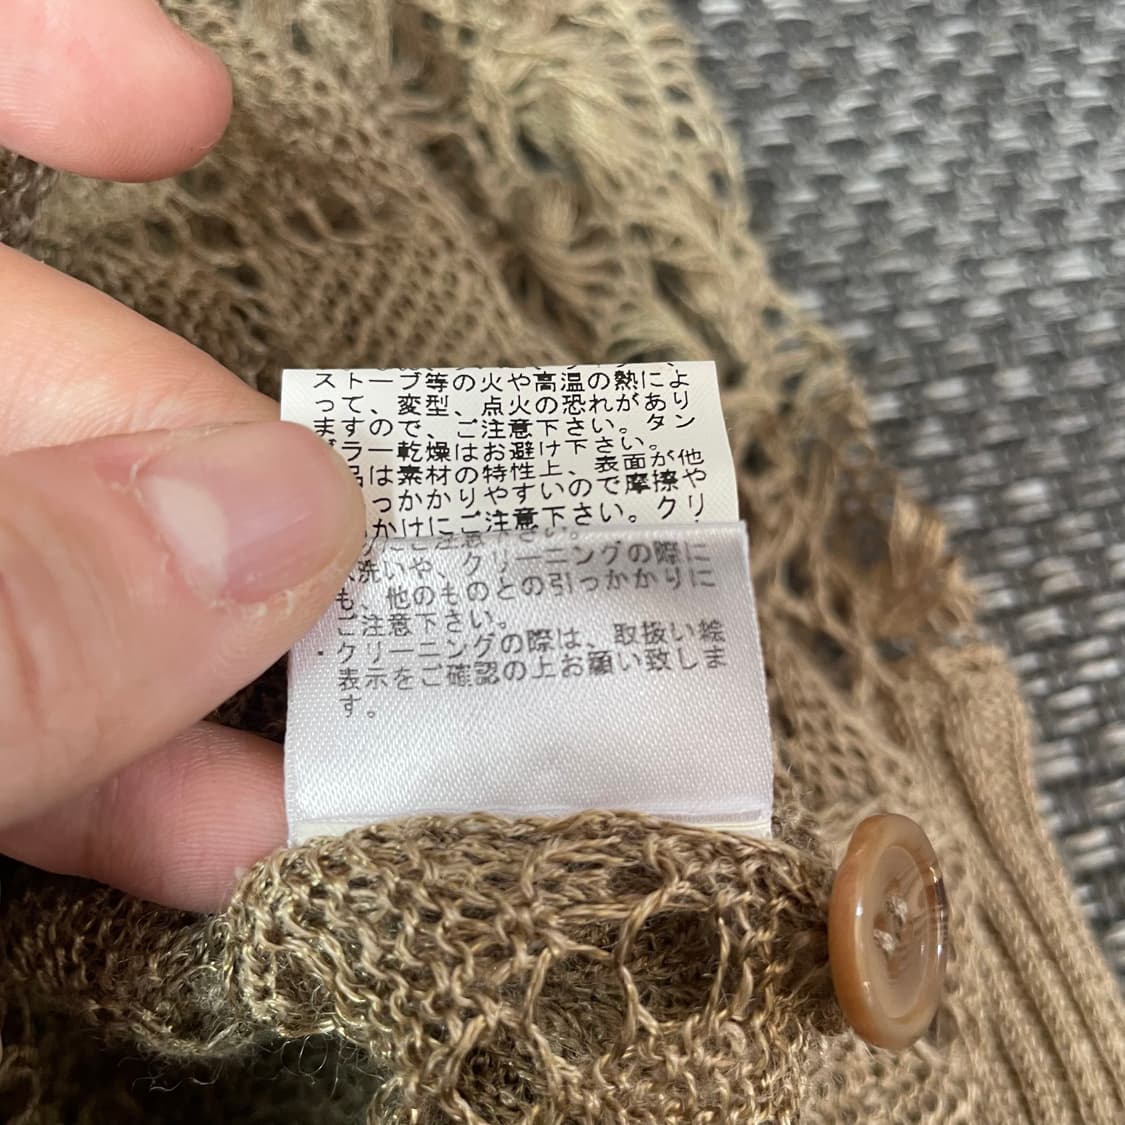 ストーブ等の火や高温の熱によ
って、変型、点火の恐れがあり
ますので、ご注意下さい。タン
ラー乾燥はお避け下さい。
品は素材の特性上、表面が他
っかかりやすいので摩擦や
かけにご注意下さい。クリ
洗いや、クリーニングの際に
も、他のものとの引っかかりに
ご注意下さい。
・クリーニングの際は、取扱い絵
表示をご確認の上お願い致しま
す。